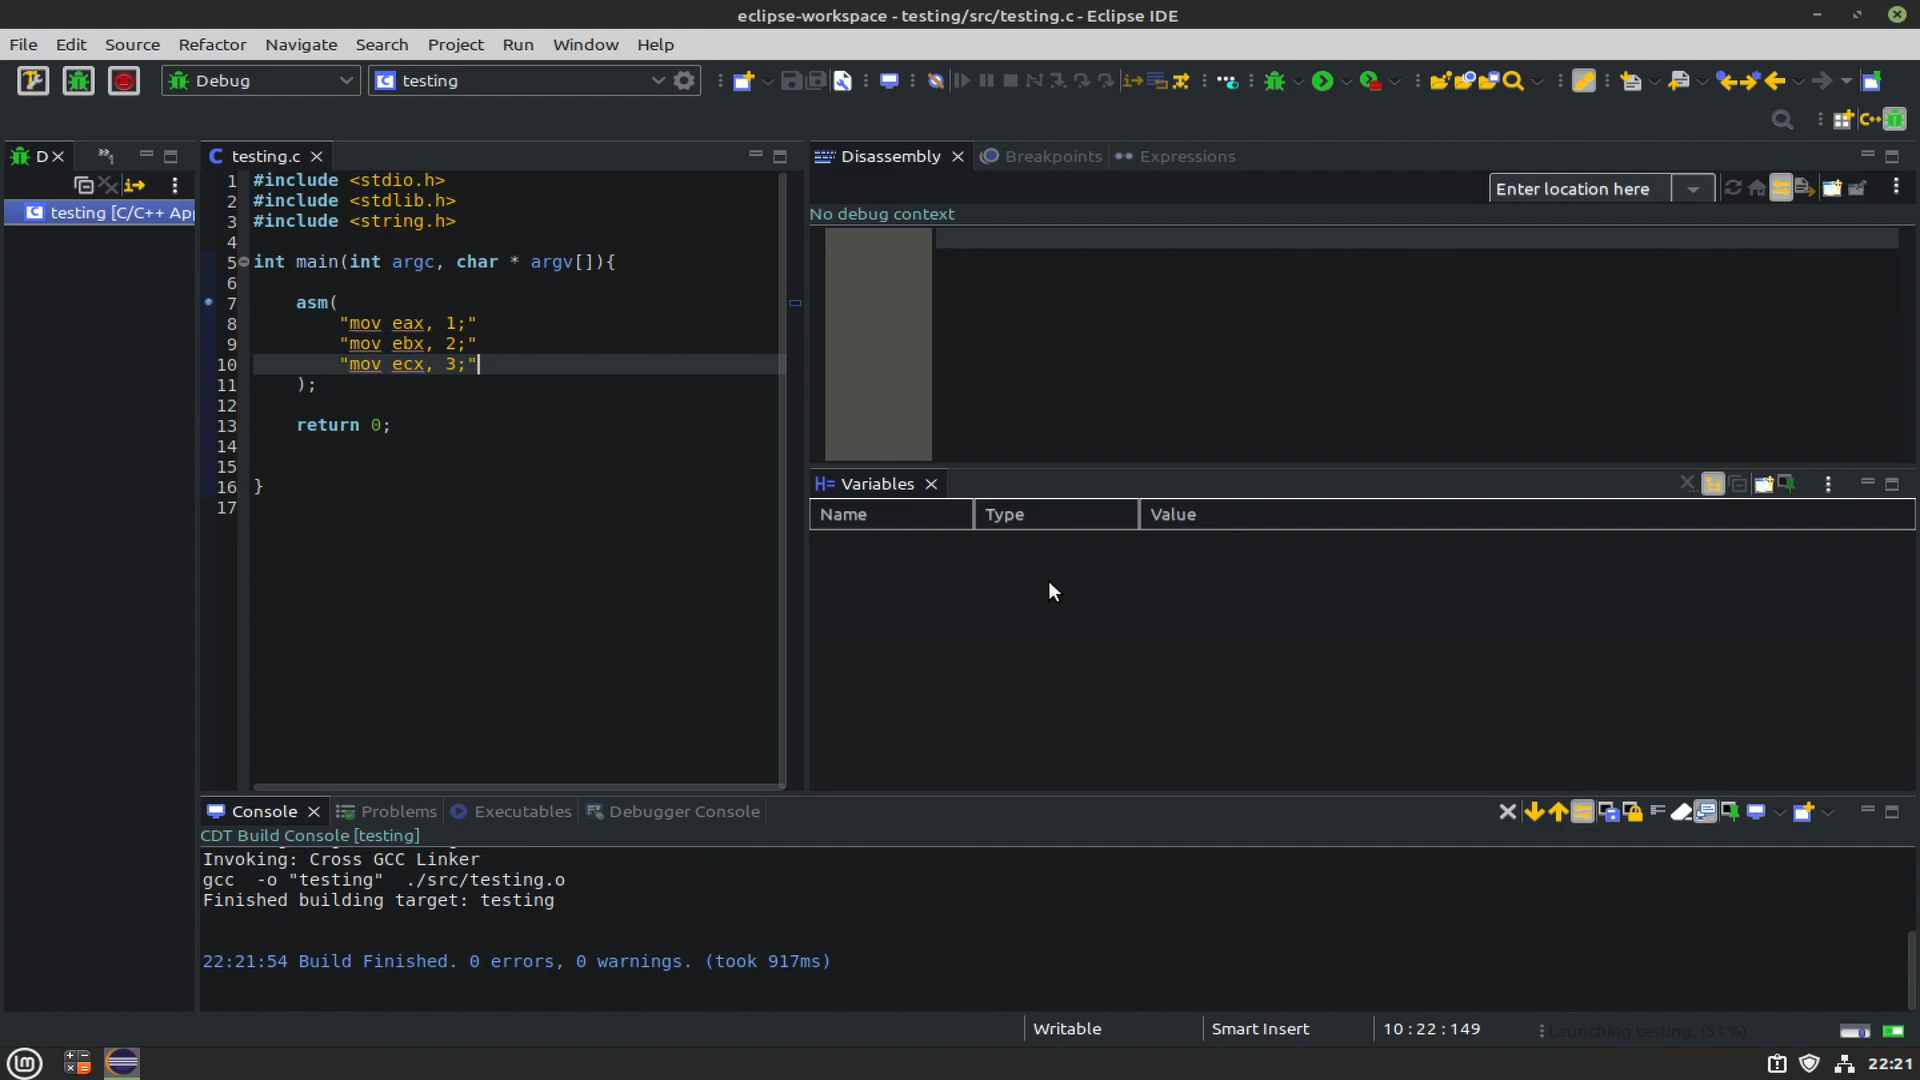 eclipse-workspace - testing/src/testing.c - Eclipse IDE
File Edit Source Refactor Navigate Search Project Run Window Help
Debug testing
D testing.c Disassembly Breakpoints Expressions
Enter location here
testing [C/C++ Ap
No debug context
1 #include <stdio.h>
2 #include <stdlib.h>
3 #include <string.h>
4
5 int main(int argc, char * argv[]){
6
7 asm(
8 "mov eax, 1;"
9 "mov ebx, 2;"
10 "mov ecx, 3;"
11 );
12
13 return 0;
14
15
16 }
17
Variables
Name Type Value
Console Problems Executables Debugger Console
CDT Build Console [testing]
Invoking: Cross GCC Linker
gcc -o "testing" ./src/testing.o
Finished building target: testing
22:21:54 Build Finished. 0 errors, 0 warnings. (took 917ms)
Writable Smart Insert 10 : 22 : 149 Launching testing: (51%)
22:21